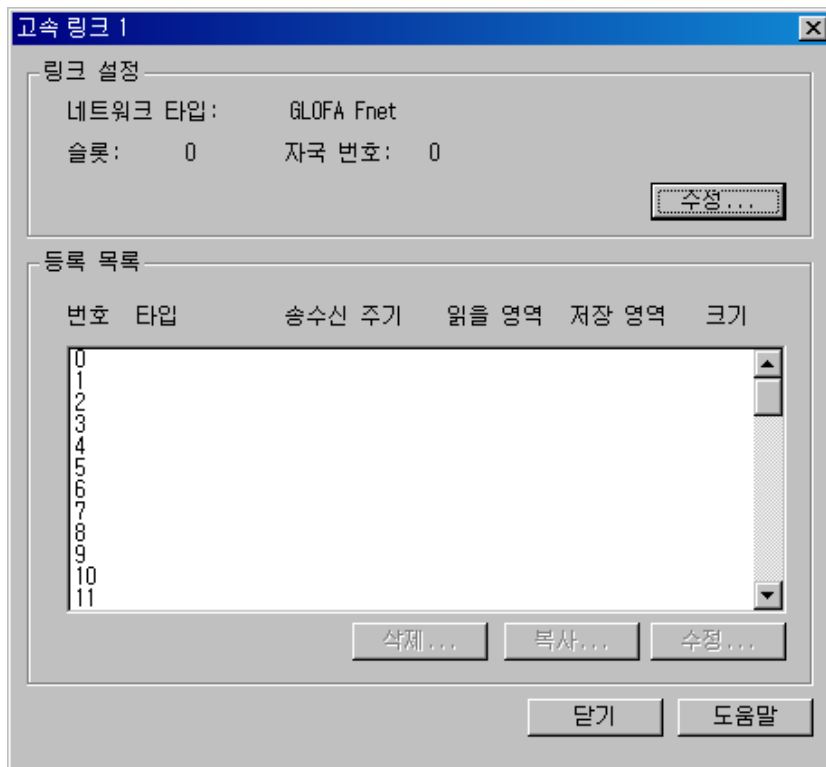 고속 링크 1
링크 설정
네트워크 타입: GLOFA Fnet
슬롯: 0 자국 번호: 0
수정...
등록 목록
번호 타입 송수신 주기 읽을 영역 저장 영역 크기
0
1
2
3
4
5
6
7
8
9
10
11
삭제... 복사... 수정...
닫기 도움말